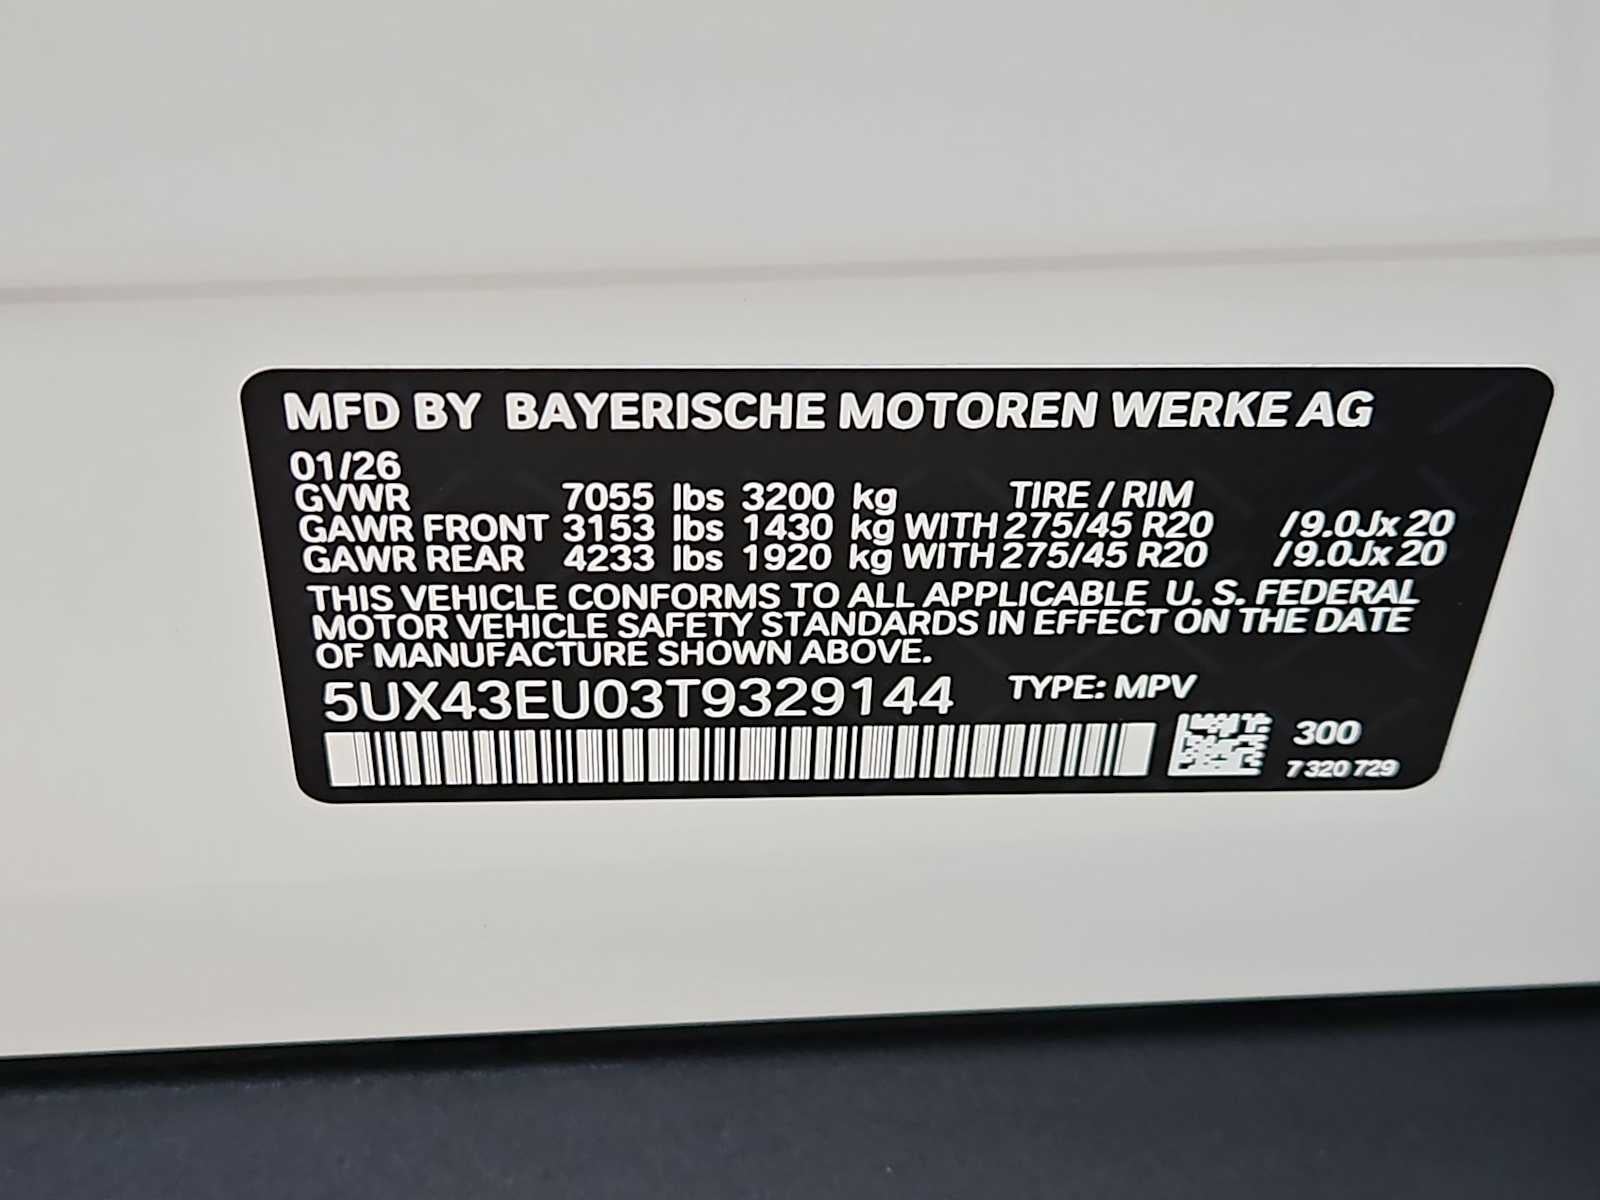 MFD BY BAYERISCHE MOTOREN WERKE AG
01/26
GVWR 7055 lbs 3200 kg TIRE / RIM
GAWR FRONT 3153 lbs 1430 kg WITH 275/45 R20 /9.0Jx20
GAWR REAR 4233 lbs 1920 kg WITH 275/45 R20 /9.0Jx20
THIS VEHICLE CONFORMS TO ALL APPLICABLE U.S. FEDERAL
MOTOR VEHICLE SAFETY STANDARDS IN EFFECT ON THE DATE
OF MANUFACTURE SHOWN ABOVE.
5UX43EU03T9329144 TYPE: MPV
300
7 320 729